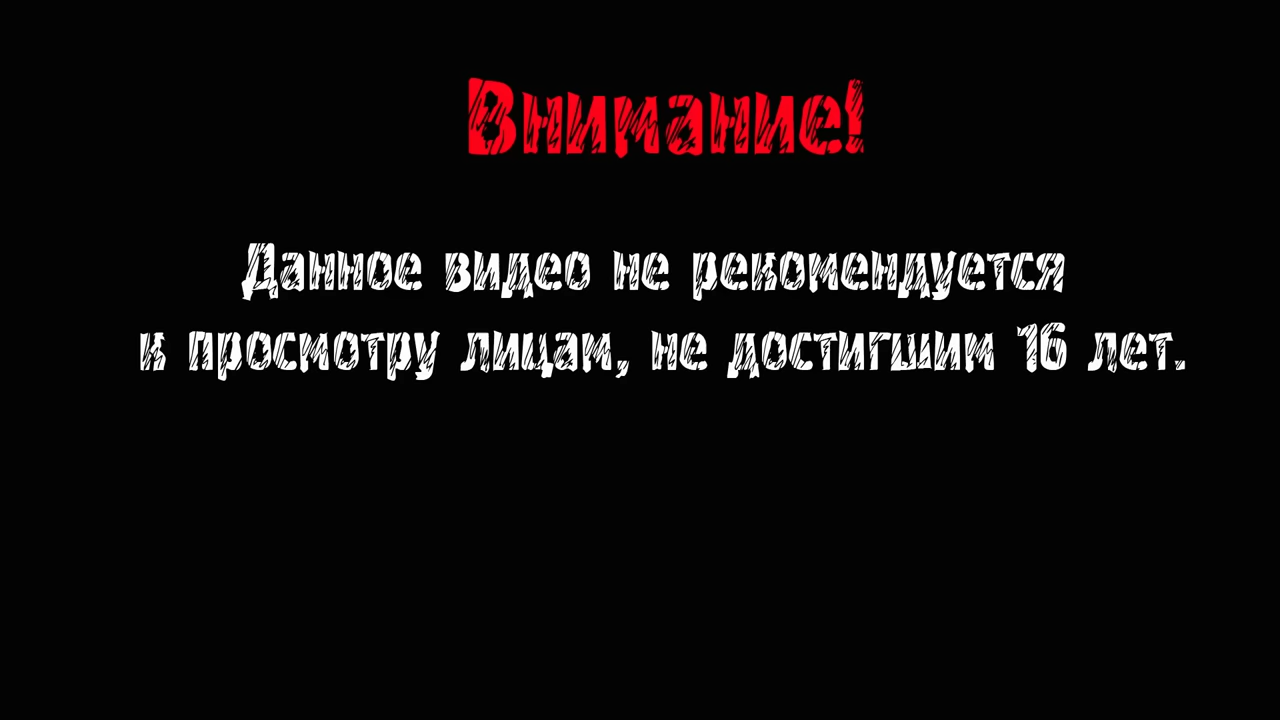 Внимание!
Данное видео не рекомендуется
к просмотру лицам, не достигшим 16 лет.